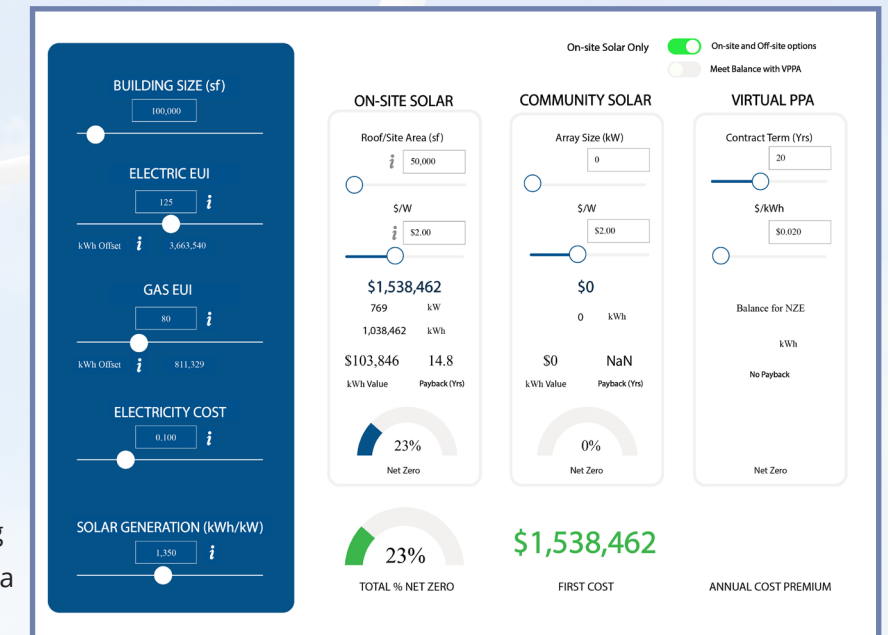 On-site Solar Only
On-site and Off-site options
Meet Balance with VPPA
BUILDING SIZE (sf)
100,000
ELECTRIC EUI
125 i
kWh Offset i 3,663,540
GAS EUI
80 i
kWh Offset i 811,329
ELECTRICITY COST
0.100 i
SOLAR GENERATION (kWh/kW)
1,350 i
ON-SITE SOLAR
Roof/Site Area (sf)
i 50,000
$/W
i $2.00
$1,538,462
769 kW
1,038,462 kWh
$103,846 14.8
kWh Value Payback (Yrs)
23%
Net Zero
COMMUNITY SOLAR
Array Size (kW)
0
$/W
$2.00
$0
0 kWh
$0 NaN
kWh Value Payback (Yrs)
0%
Net Zero
VIRTUAL PPA
Contract Term (Yrs)
20
$/kWh
$0.020
Balance for NZE
kWh
No Payback
Net Zero
23%
TOTAL % NET ZERO
$1,538,462
FIRST COST
ANNUAL COST PREMIUM
g
a